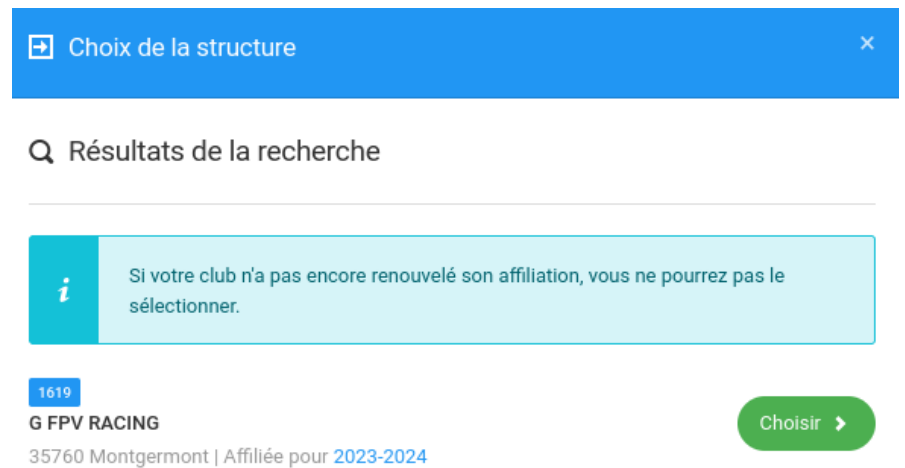 Choix de la structure
×
Résultats de la recherche
i
Si votre club n'a pas encore renouvelé son affiliation, vous ne pourrez pas le
sélectionner.
1619
G FPV RACING
Choisir
35760 Montgermont | Affiliée pour 2023-2024